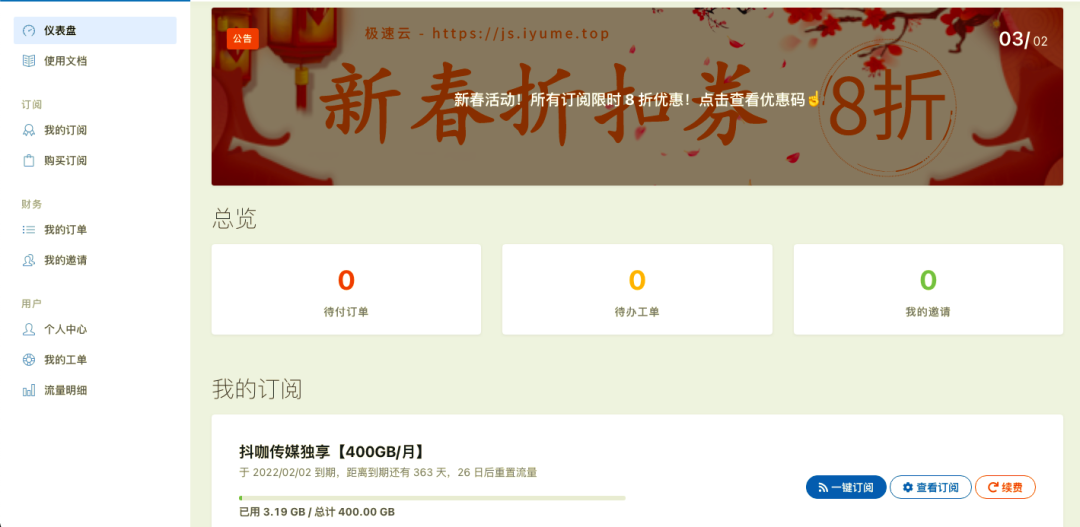 仪表盘
使用文档
订阅
我的订阅
购买订阅
财务
我的订单
我的邀请
用户
个人中心
我的工单
流量明细
公告
极速云 - https://js.iyume.top
03/02
新春折扣券 8折
新春活动！所有订阅限时 8 折优惠！点击查看优惠码☝️
总览
0
待付订单
0
待办工单
0
我的邀请
我的订阅
抖咖传媒独享【400GB/月】
于 2022/02/02 到期，距离到期还有 363 天，26 日后重置流量
已用 3.19 GB / 总计 400.00 GB
一键订阅
查看订阅
续费